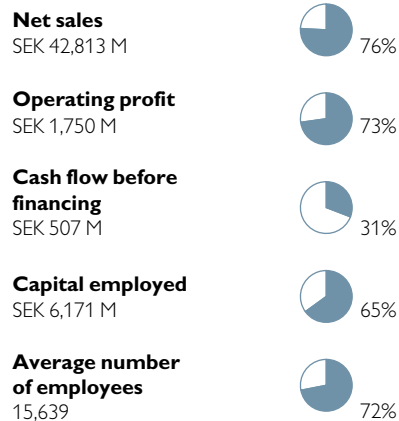 Net sales
SEK 42,813 M
76%
Operating profit
SEK 1,750 M
73%
Cash flow before
financing
SEK 507 M
31%
Capital employed
SEK 6,171 M
65%
Average number
of employees
15,639
72%